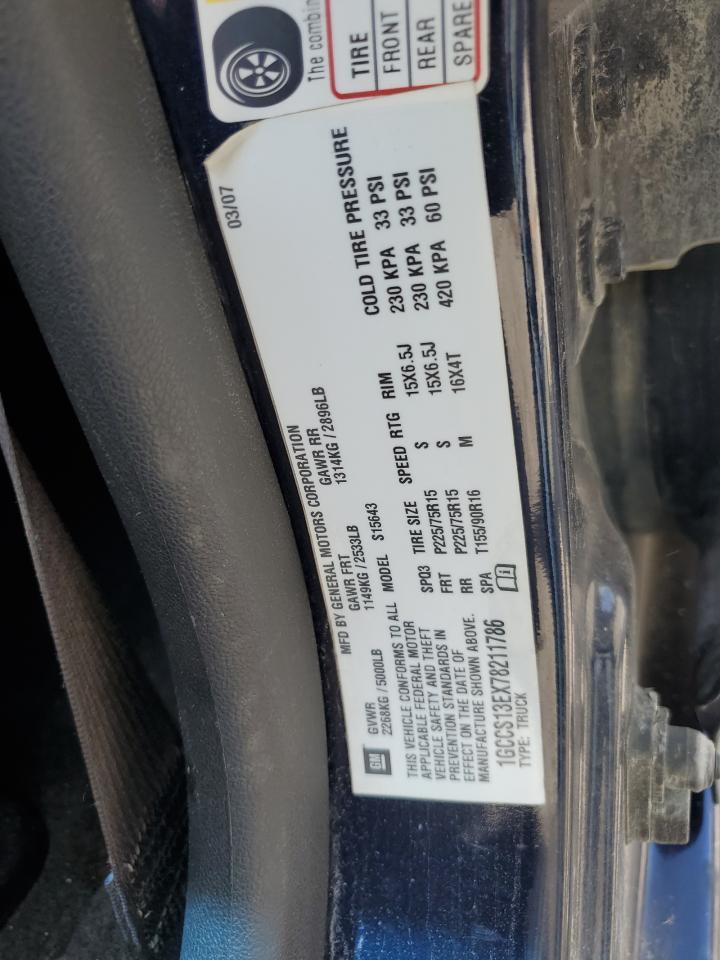 The combin
TIRE
FRONT
REAR
SPARE
03/07
MFD BY GENERAL MOTORS CORPORATION
GVWR GAWR FRT GAWR RR
2268KG / 5000LB 1149KG / 2533LB 1314KG / 2896LB
GM
THIS VEHICLE CONFORMS TO ALL
APPLICABLE FEDERAL MOTOR
VEHICLE SAFETY AND THEFT
PREVENTION STANDARDS IN
EFFECT ON THE DATE OF
MANUFACTURE SHOWN ABOVE.
1GCCS13EX78211786
TYPE: TRUCK
MODEL S15643
COLD TIRE PRESSURE
SPQ3 TIRE SIZE SPEED RTG RIM
FRT P225/75R15 S 15X6.5J 230 KPA 33 PSI
RR P225/75R15 S 15X6.5J 230 KPA 33 PSI
SPA T155/90R16 M 16X4T 420 KPA 60 PSI